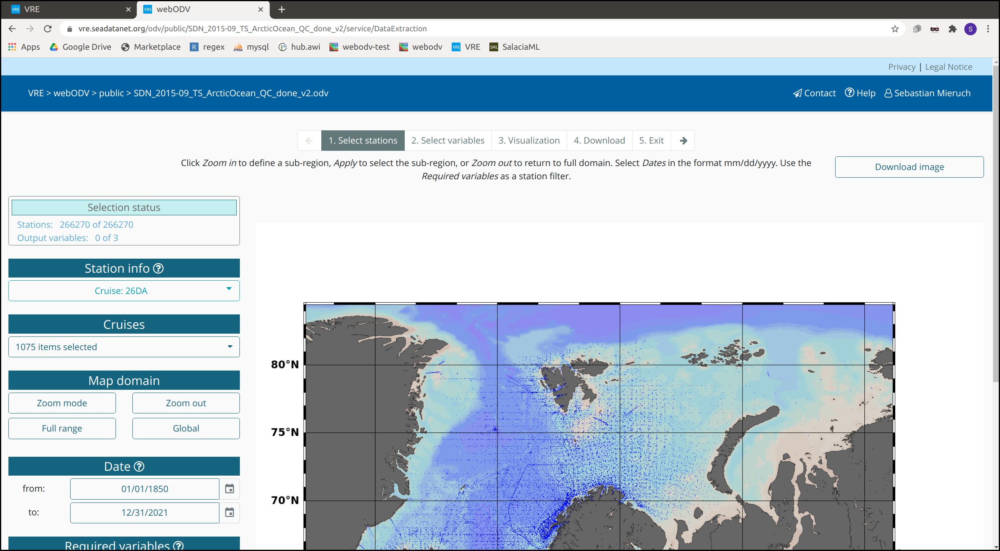 VRE
webODV
vre.seadatanet.org/odv/public/SDN_2015-09_TS_ArcticOcean_QC_done_v2/service/DataExtraction
S
Apps
Google Drive
Marketplace
R regex
PMA mysql
hub.awi
webodv-test
webodv
VRE VRE
SML SalaciaML
Privacy | Legal Notice
VRE > webODV > public > SDN_2015-09_TS_ArcticOcean_QC_done_v2.odv
Contact
Help
Sebastian Mieruch
1. Select stations
2. Select variables
3. Visualization
4. Download
5. Exit
Click Zoom in to define a sub-region, Apply to select the sub-region, or Zoom out to return to full domain. Select Dates in the format mm/dd/yyyy. Use the
Required variables as a station filter.
Download image
Selection status
Stations: 266270 of 266270
Output variables: 0 of 3
Station info
Cruise: 26DA
Cruises
1075 items selected
Map domain
Zoom mode
Zoom out
Full range
Global
Date
from: 01/01/1850
to: 12/31/2021
Required variables
80°N
75°N
70°N